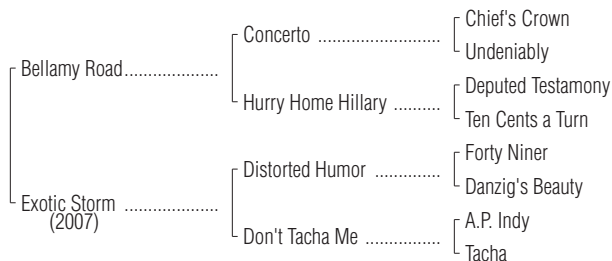 Chief's Crown
Concerto ......................
Undeniably
Bellamy Road...................
Deputed Testamony
Hurry Home Hillary ..........
Ten Cents a Turn
Forty Niner
Distorted Humor ..............
Danzig's Beauty
Exotic Storm ...................
(2007)
A.P. Indy
Don't Tacha Me ...............
Tacha